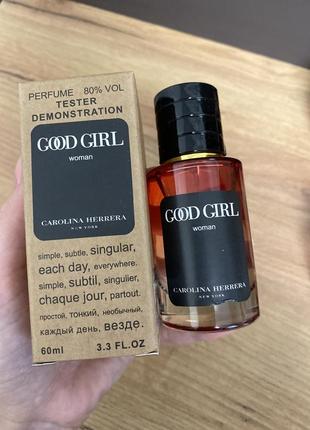 PERFUME 80% VOL
TESTER
DEMONSTRATION
GOOD GIRL
woman
CAROLINA HERRERA
NEW YORK
simple, subtle, singular,
each day, everywhere.
simple, subtil, singulier,
chaque jour, partout.
простой, тонкий, необычный,
каждый день, везде.
60ml 3.3 FL.OZ
GOOD GIRL
woman
CAROLINA HERRERA
NEW YORK